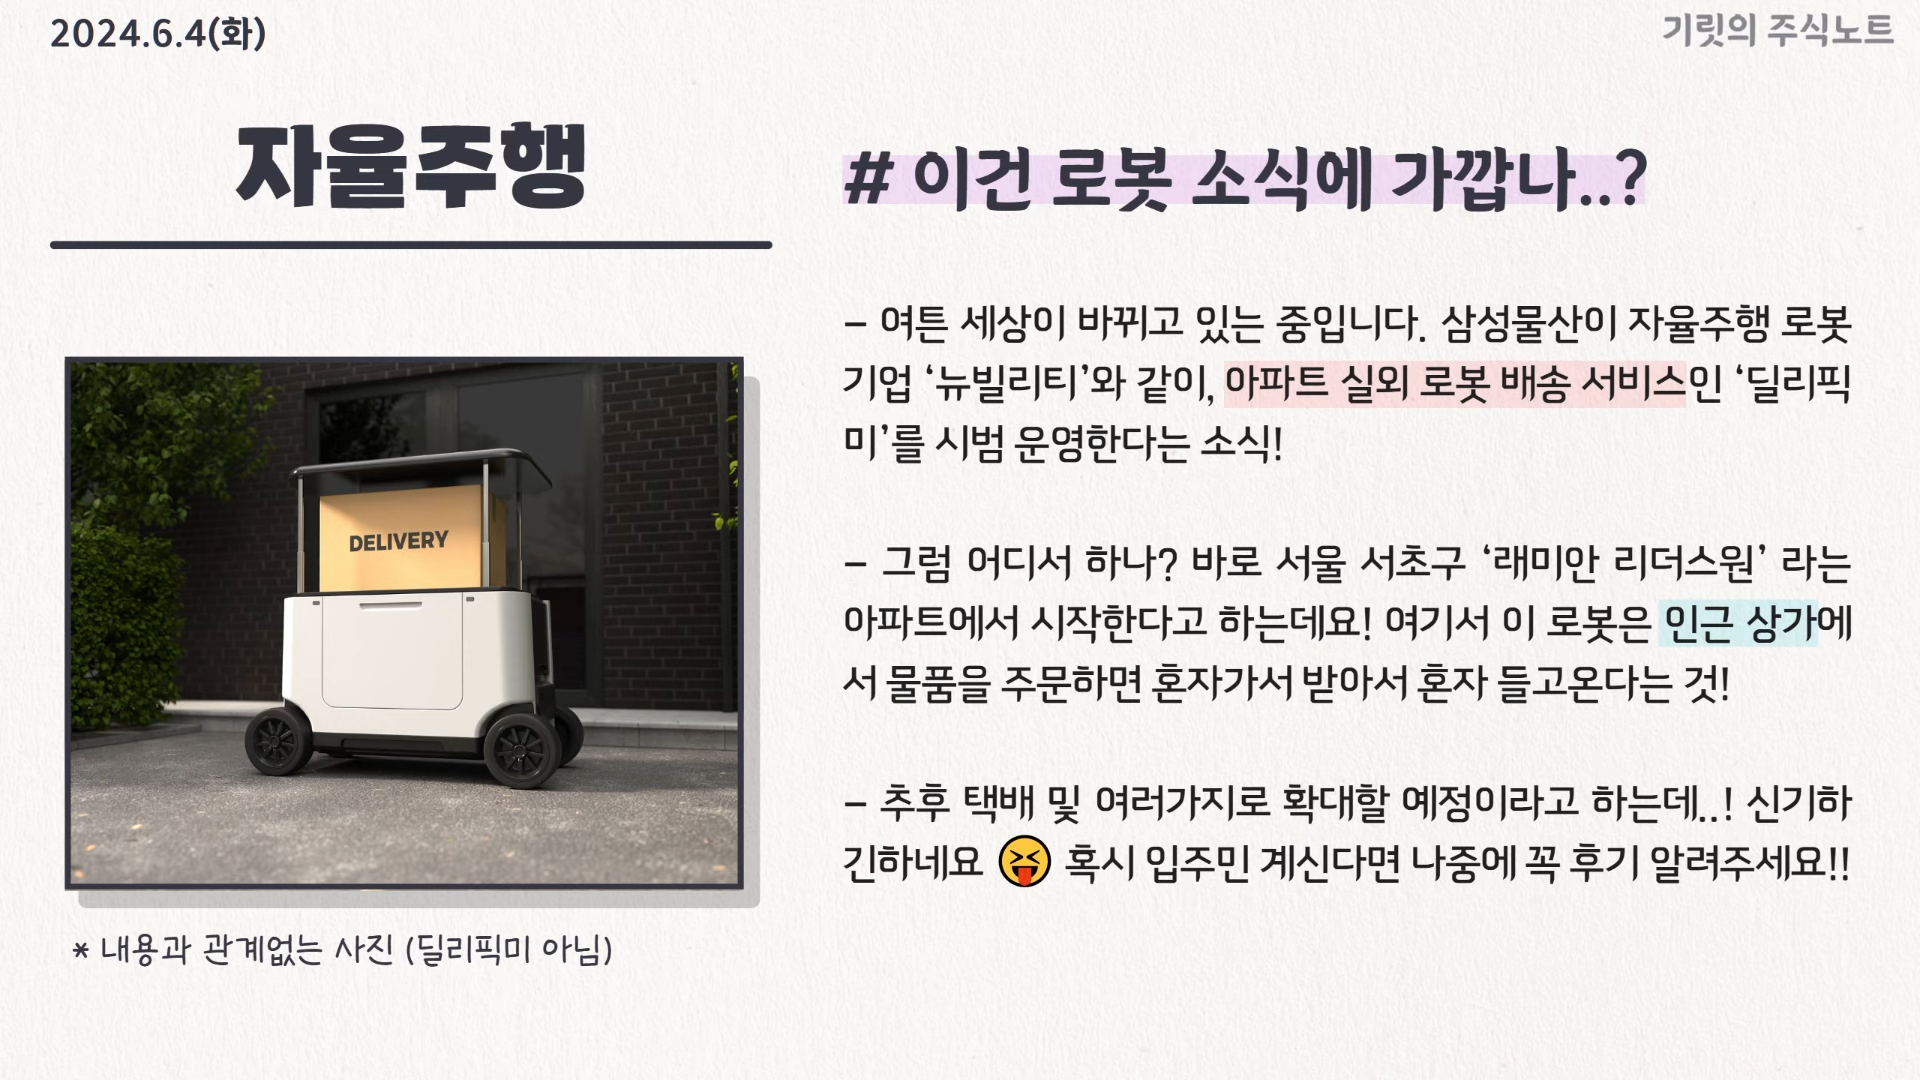 2024.6.4(화)
기릿의 주식노트
자율주행
# 이건 로봇 소식에 가깝나..?
DELIVERY
* 내용과 관계없는 사진 (딜리픽미 아님)
– 여튼 세상이 바뀌고 있는 중입니다. 삼성물산이 자율주행 로봇
기업 ‘뉴빌리티’와 같이, 아파트 실외 로봇 배송 서비스인 ‘딜리픽
미’를 시범 운영한다는 소식!
– 그럼 어디서 하나? 바로 서울 서초구 ‘래미안 리더스원’ 라는
아파트에서 시작한다고 하는데요! 여기서 이 로봇은 인근 상가에
서 물품을 주문하면 혼자가서 받아서 혼자 들고온다는 것!
– 추후 택배 및 여러가지로 확대할 예정이라고 하는데..! 신기하
긴하네요 😝 혹시 입주민 계신다면 나중에 꼭 후기 알려주세요!!